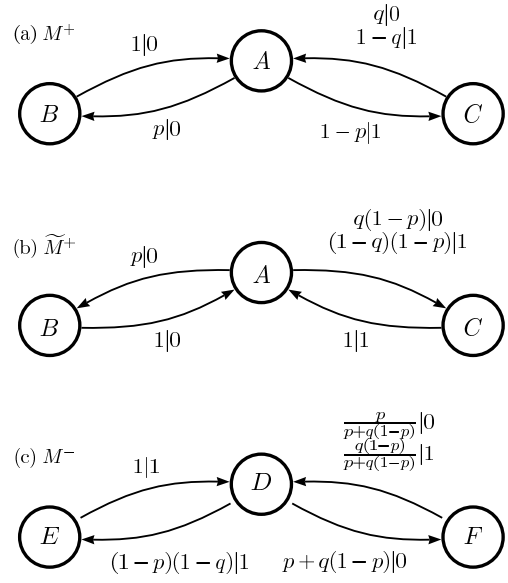 (a) M⁺
1|0
q|0
1−q|1
A
B
C
p|0
1−p|1
(b) M̃⁺
p|0
q(1−p)|0
(1−q)(1−p)|1
A
B
C
1|0
1|1
(c) M⁻
1|1
p/(p+q(1−p))|0
q(1−p)/(p+q(1−p))|1
D
E
F
(1−p)(1−q)|1
p+q(1−p)|0